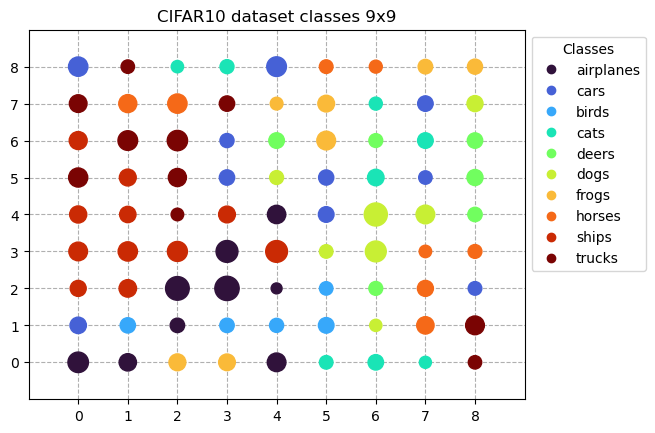 CIFAR10 dataset classes 9x9
Classes
airplanes
cars
birds
cats
deers
dogs
frogs
horses
ships
trucks
8
7
6
5
4
3
2
1
0
0 1 2 3 4 5 6 7 8